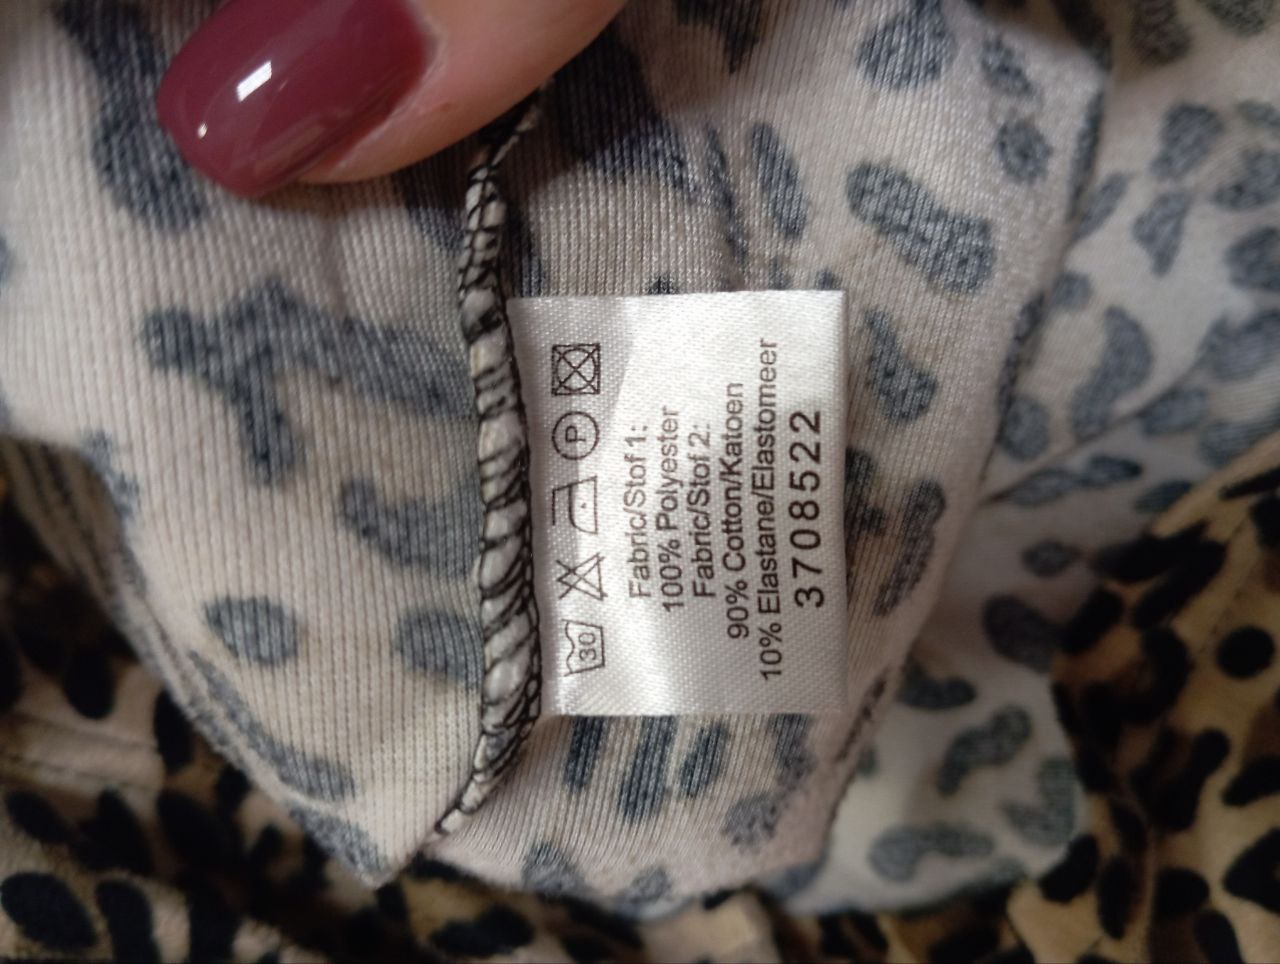 30 P
Fabric/Stof 1:
100% Polyester
Fabric/Stof 2:
90% Cotton/Katoen
10% Elastane/Elastomeer
3708522